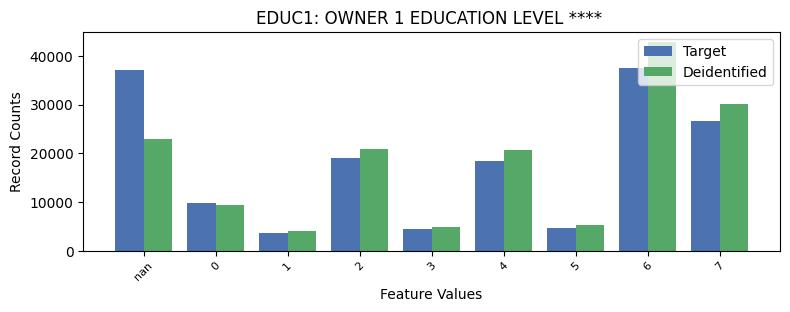 EDUC1: OWNER 1 EDUCATION LEVEL ****
Target
Deidentified
Record Counts
40000
30000
20000
10000
0
nan 0 1 2 3 4 5 6 7
Feature Values